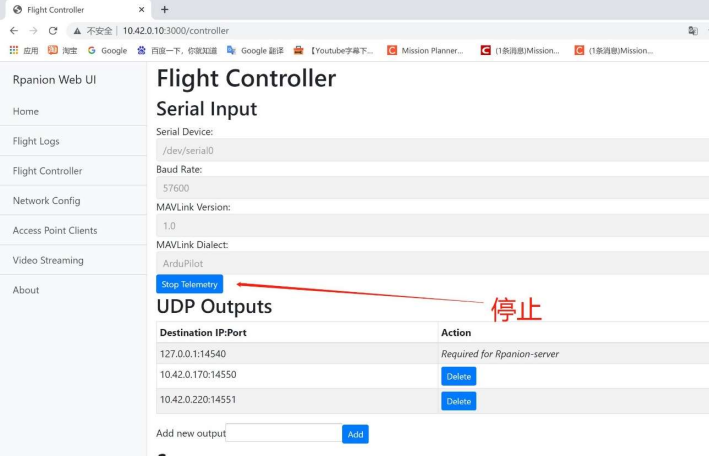 Flight Controller
不安全 | 10.42.0.10:3000/controller
应用 淘宝 Google 百度一下，你就知道 Google 翻译 【Youtube字幕下... Mission Planner... (1条消息)Mission... (1条消息)Mission...
Rpanion Web UI
Home
Flight Logs
Flight Controller
Network Config
Access Point Clients
Video Streaming
About
Flight Controller
Serial Input
Serial Device:
/dev/serial0
Baud Rate:
57600
MAVLink Version:
1.0
MAVLink Dialect:
ArduPilot
Stop Telemetry
停止
UDP Outputs
Destination IP:Port Action
127.0.0.1:14540 Required for Rpanion-server
10.42.0.170:14550 Delete
10.42.0.220:14551 Delete
Add new output Add